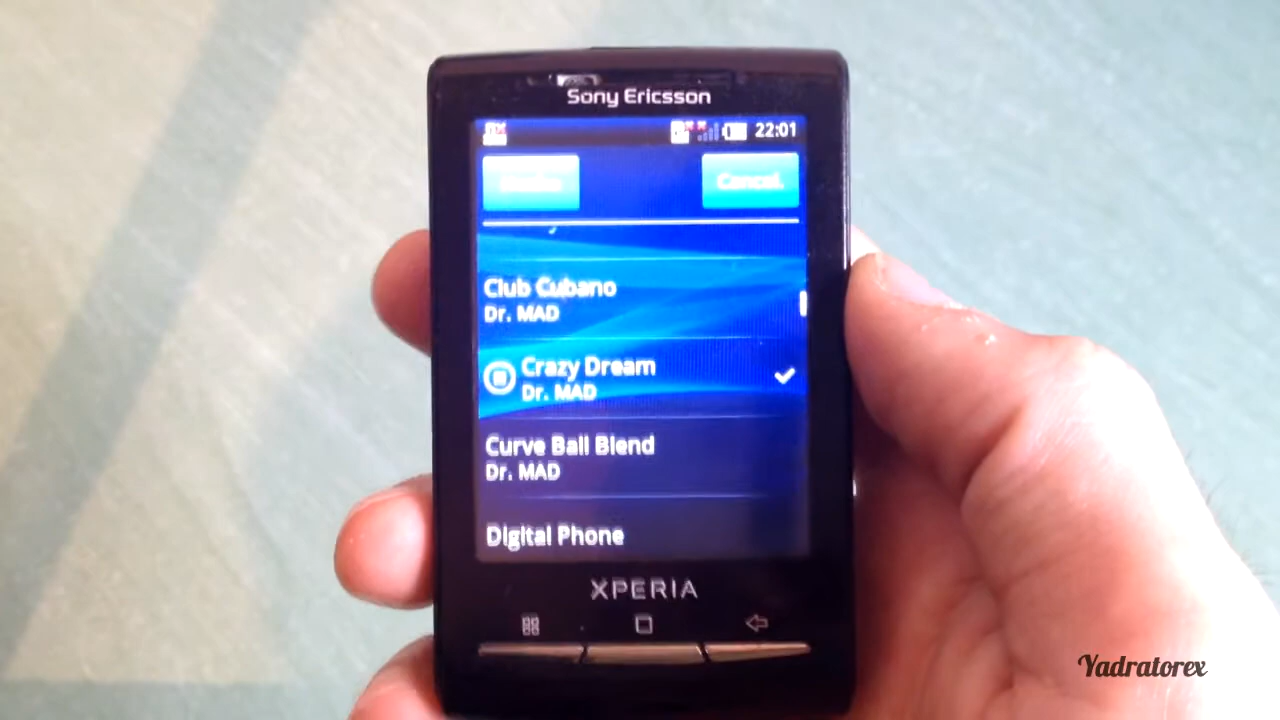 Sony Ericsson
22:01
Cancel.
Club Cubano
Dr. MAD
Crazy Dream
Dr. MAD
Curve Ball Blend
Dr. MAD
Digital Phone
XPERIA
Yadratorex